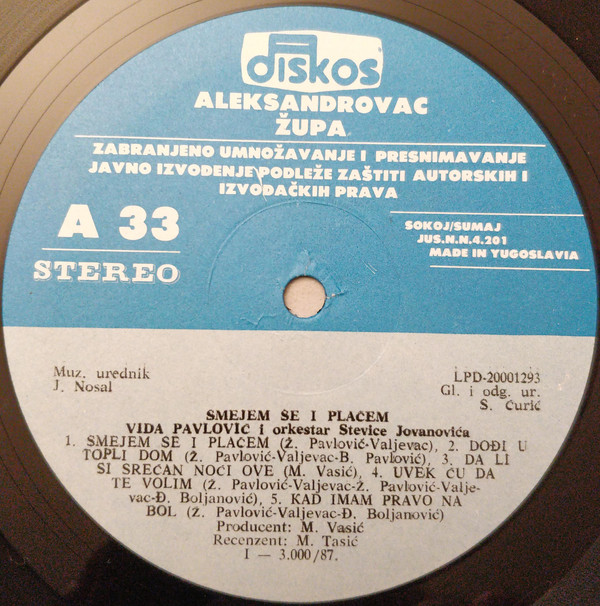 diskos
ALEKSANDROVAC
ŽUPA
ZABRANJENO UMNOŽAVANJE I PRESNIMAVANJE
JAVNO IZVOĐENJE PODLEŽE ZAŠTITI AUTORSKIH I
IZVOĐAČKIH PRAVA
A 33
STEREO
SOKOJ/SUMAJ
JUS.N.N.4.201
MADE IN YUGOSLAVIA
Muz. urednik
J. Nosal
LPD-20001293
Gl. i odg. ur.
S. Ćurić
SMEJEM SE I PLAČEM
VIDA PAVLOVIĆ i orkestar Stevice Jovanovića
1. SMEJEM SE I PLAČEM (Ž. Pavlović-Valjevac), 2. DOĐI U
TOPLI DOM (Ž. Pavlović-Valjevac-B. Pavlović), 3. DA LI
SI SREĆAN NOĆI OVE (M. Vasić), 4. UVEK ĆU DA
TE VOLIM (Ž. Pavlović-Valjevac-Ž. Pavlović-Valje-
vac-Đ. Boljanović), 5. KAD IMAM PRAVO NA
BOL (Ž. Pavlović-Valjevac-Đ. Boljanović)
Producent: M. Vasić
Recenzent: M. Tasić
I — 3.000/87.